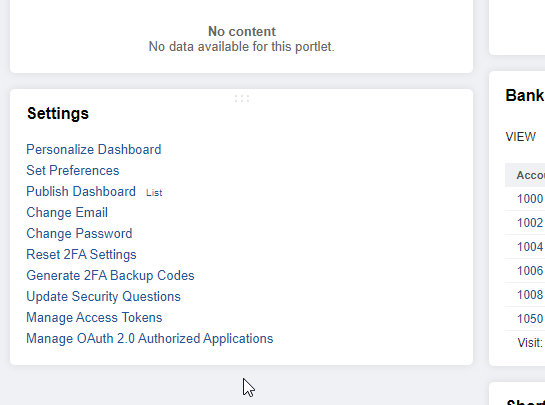 No content
No data available for this portlet.
Settings
Personalize Dashboard
Set Preferences
Publish Dashboard List
Change Email
Change Password
Reset 2FA Settings
Generate 2FA Backup Codes
Update Security Questions
Manage Access Tokens
Manage OAuth 2.0 Authorized Applications
Bank
VIEW
Accou
1000
1002
1004
1006
1008
1050
Visit: